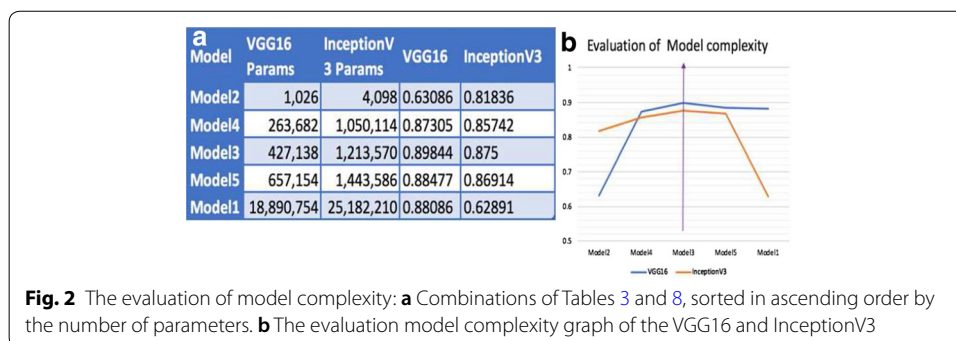 a
Model VGG16 Params InceptionV 3 Params VGG16 InceptionV3
Model2 1,026 4,098 0.63086 0.81836
Model4 263,682 1,050,114 0.87305 0.85742
Model3 427,138 1,213,570 0.89844 0.875
Model5 657,154 1,443,586 0.88477 0.86914
Model1 18,890,754 25,182,210 0.88086 0.62891
b Evaluation of Model complexity
1
0.9
0.8
0.7
0.6
0.5
Model2 Model4 Model3 Model5 Model1
VGG16 InceptionV3
Fig. 2 The evaluation of model complexity: a Combinations of Tables 3 and 8, sorted in ascending order by
the number of parameters. b The evaluation model complexity graph of the VGG16 and InceptionV3